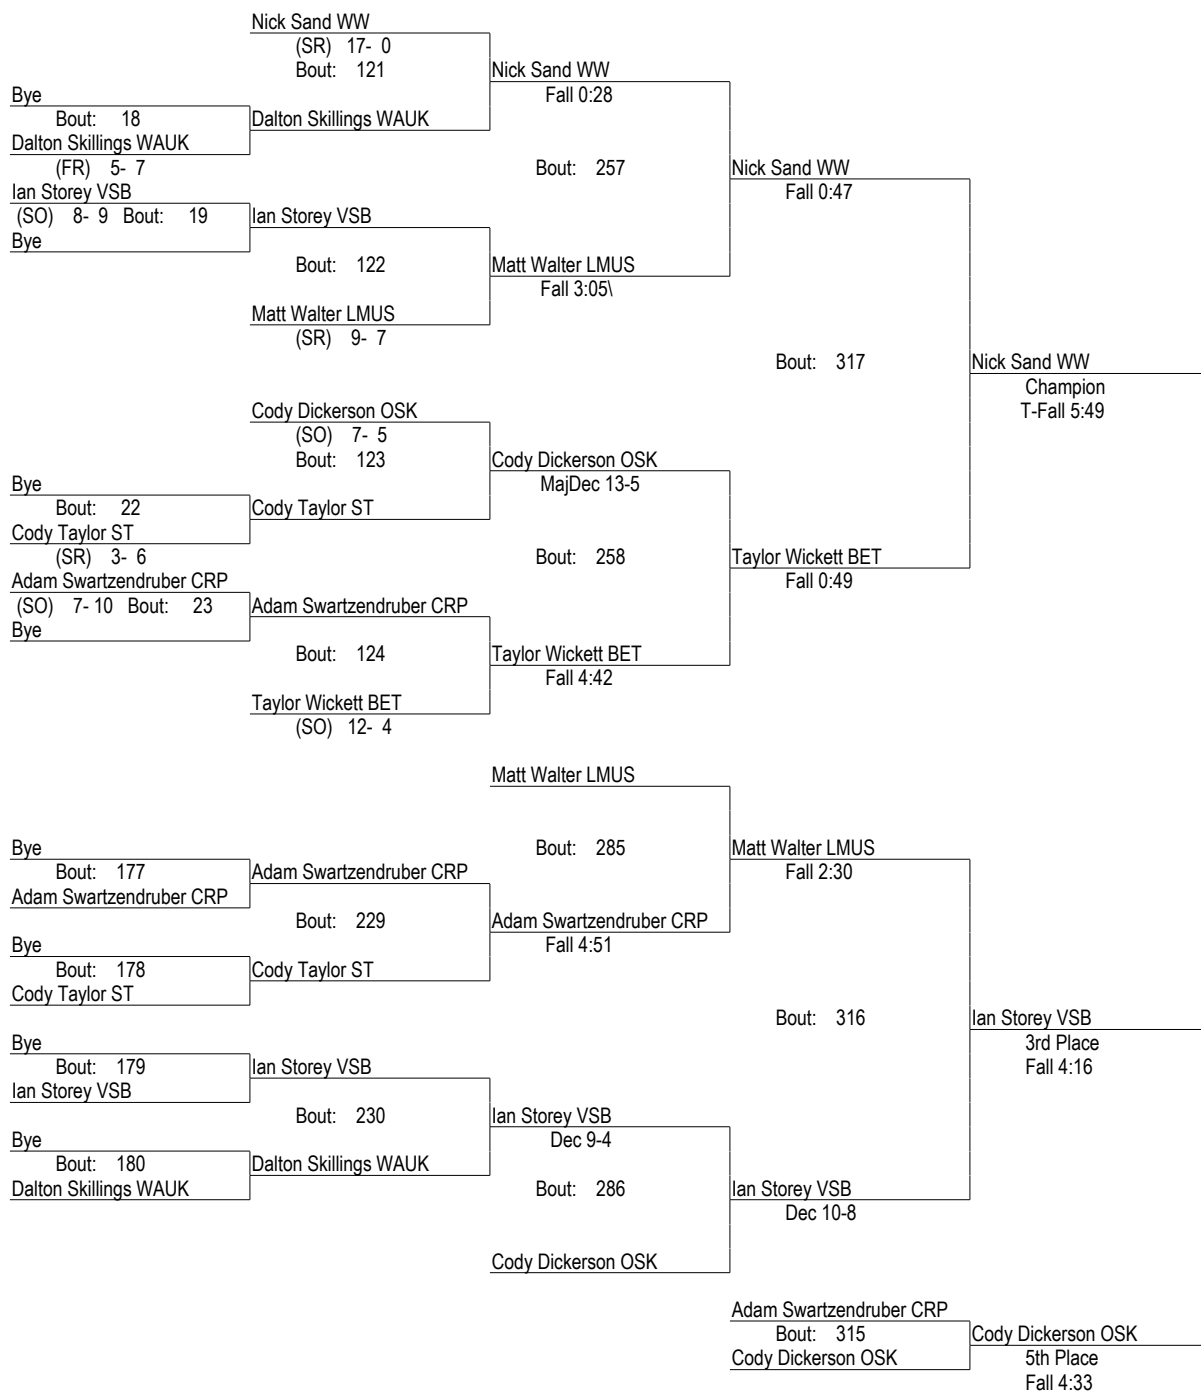 Nick Sand WW
(SR) 17- 0
Bout: 121
Nick Sand WW
Fall 0:28
Bye
Bout: 18
Dalton Skillings WAUK
Dalton Skillings WAUK
(FR) 5- 7
Bout: 257
Nick Sand WW
Fall 0:47
Ian Storey VSB
(SO) 8- 9 Bout: 19
Ian Storey VSB
Bye
Bout: 122
Matt Walter LMUS
Fall 3:05\
Matt Walter LMUS
(SR) 9- 7
Bout: 317
Nick Sand WW
Champion
T-Fall 5:49
Cody Dickerson OSK
(SO) 7- 5
Bout: 123
Cody Dickerson OSK
MajDec 13-5
Bye
Bout: 22
Cody Taylor ST
Cody Taylor ST
(SR) 3- 6
Bout: 258
Taylor Wickett BET
Fall 0:49
Adam Swartzendruber CRP
(SO) 7- 10 Bout: 23
Adam Swartzendruber CRP
Bye
Bout: 124
Taylor Wickett BET
Fall 4:42
Taylor Wickett BET
(SO) 12- 4
Matt Walter LMUS
Bye
Bout: 177
Adam Swartzendruber CRP
Adam Swartzendruber CRP
Bout: 285
Matt Walter LMUS
Fall 2:30
Bout: 229
Adam Swartzendruber CRP
Fall 4:51
Bye
Bout: 178
Cody Taylor ST
Cody Taylor ST
Bout: 316
Ian Storey VSB
3rd Place
Fall 4:16
Bye
Bout: 179
Ian Storey VSB
Ian Storey VSB
Bout: 230
Ian Storey VSB
Dec 9-4
Bye
Bout: 180
Dalton Skillings WAUK
Dalton Skillings WAUK
Bout: 286
Ian Storey VSB
Dec 10-8
Cody Dickerson OSK
Adam Swartzendruber CRP
Bout: 315
Cody Dickerson OSK
Cody Dickerson OSK
5th Place
Fall 4:33